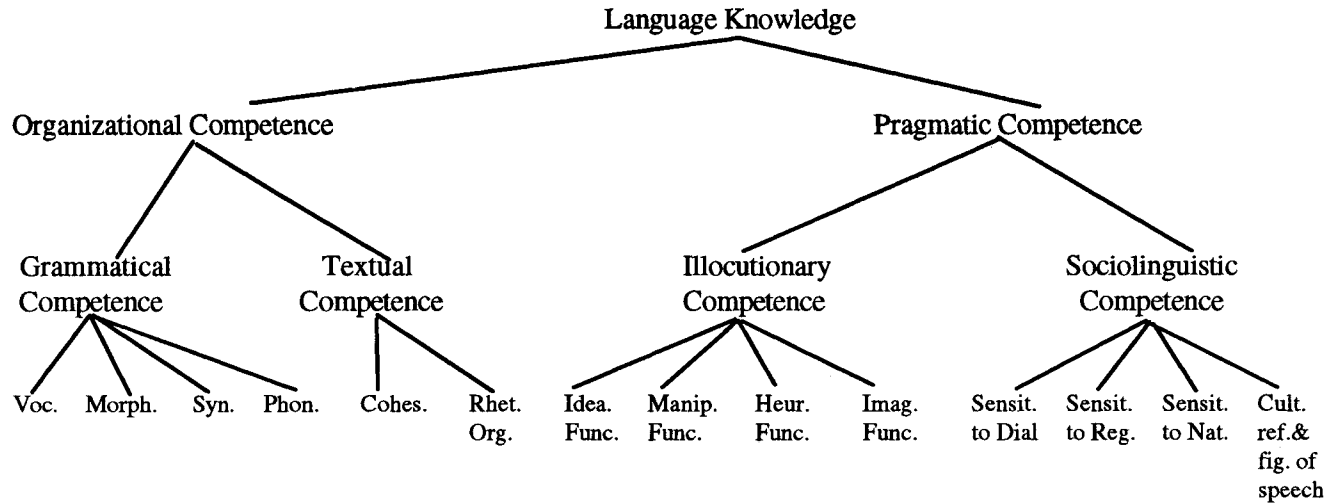 Language Knowledge
Organizational Competence
Pragmatic Competence
Grammatical
Competence
Textual
Competence
Illocutionary
Competence
Sociolinguistic
Competence
Voc.
Morph.
Syn.
Phon.
Cohes.
Rhet.
Org.
Idea.
Func.
Manip.
Func.
Heur.
Func.
Imag.
Func.
Sensit.
to Dial
Sensit.
to Reg.
Sensit.
to Nat.
Cult.
ref.&
fig. of
speech